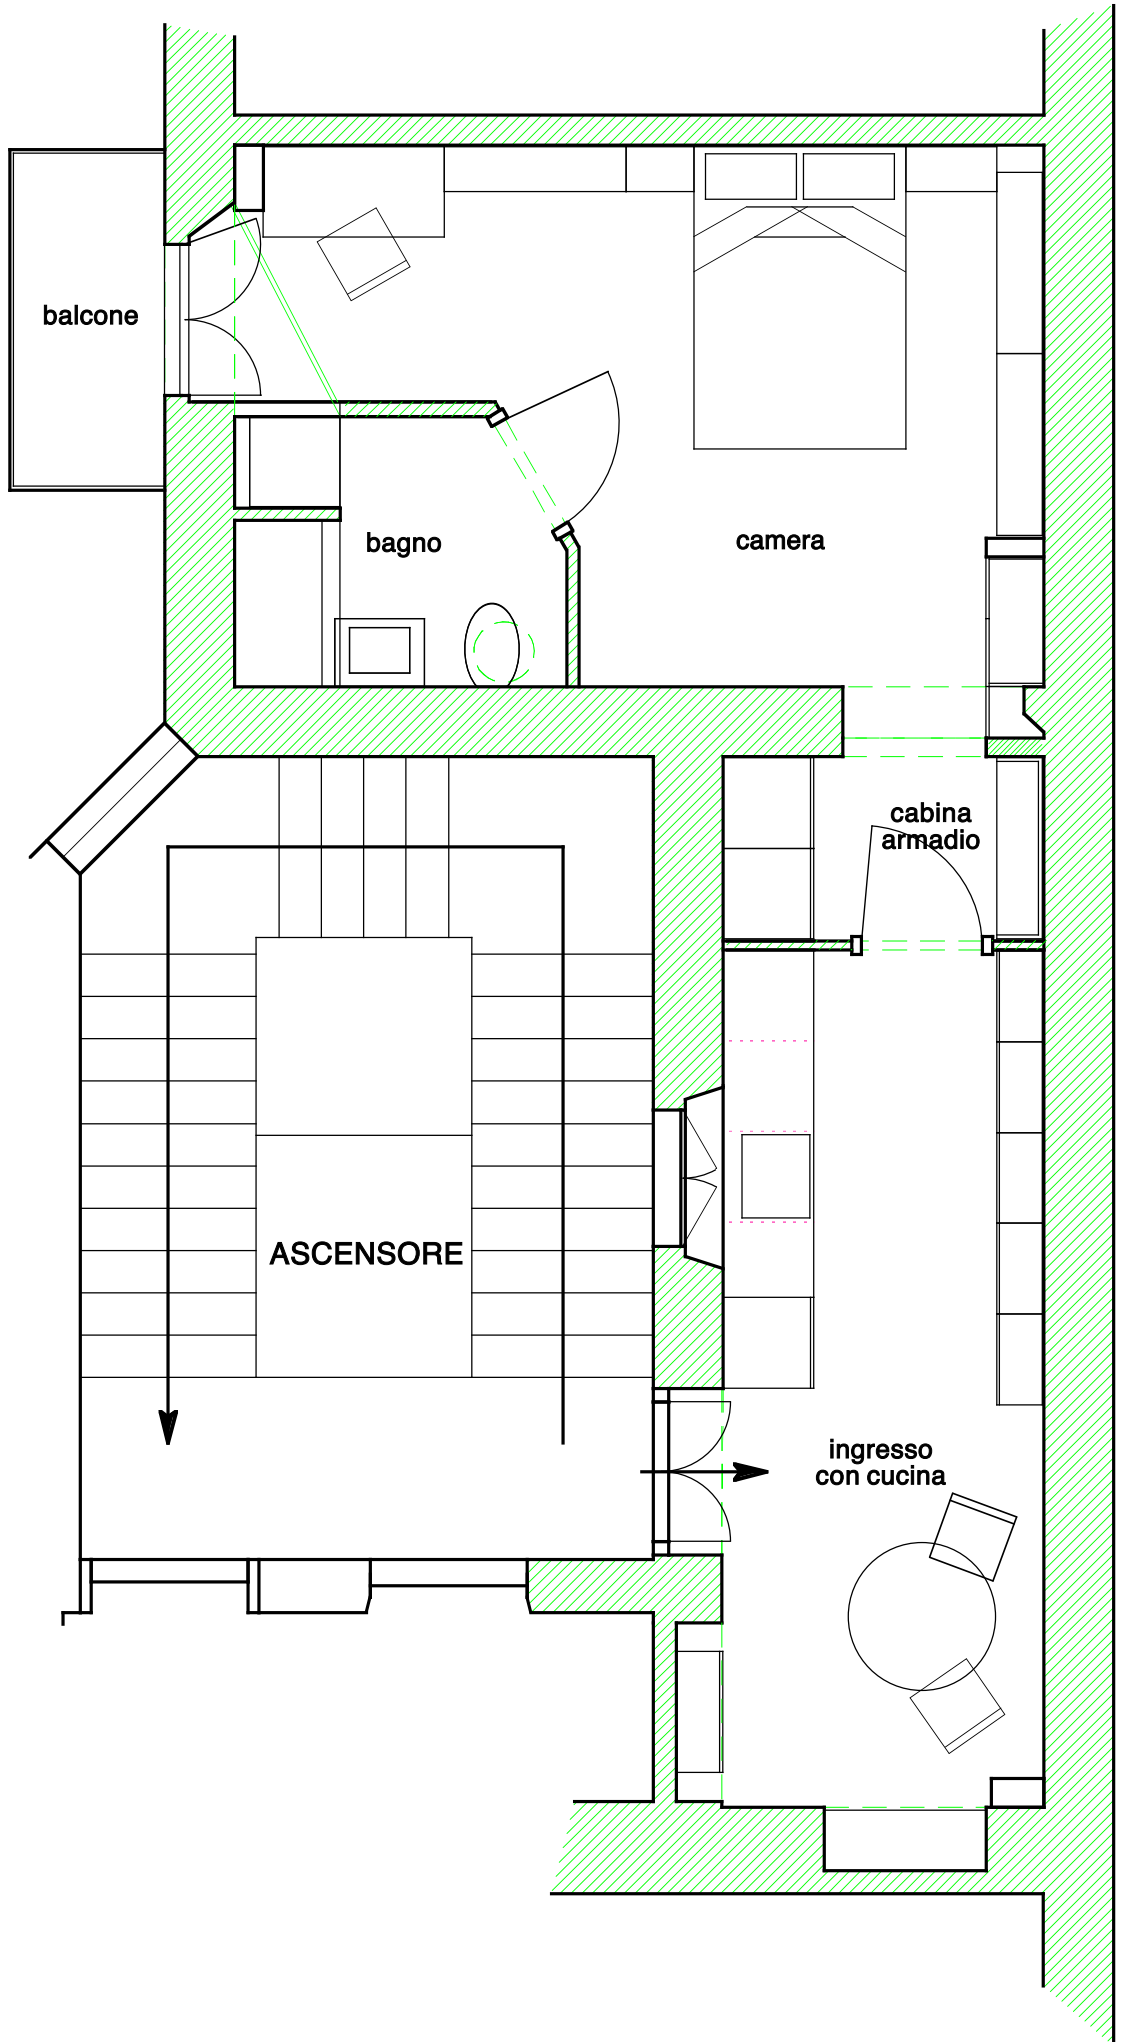 balcone
bagno
camera
cabina
armadio
ASCENSORE
ingresso
con cucina